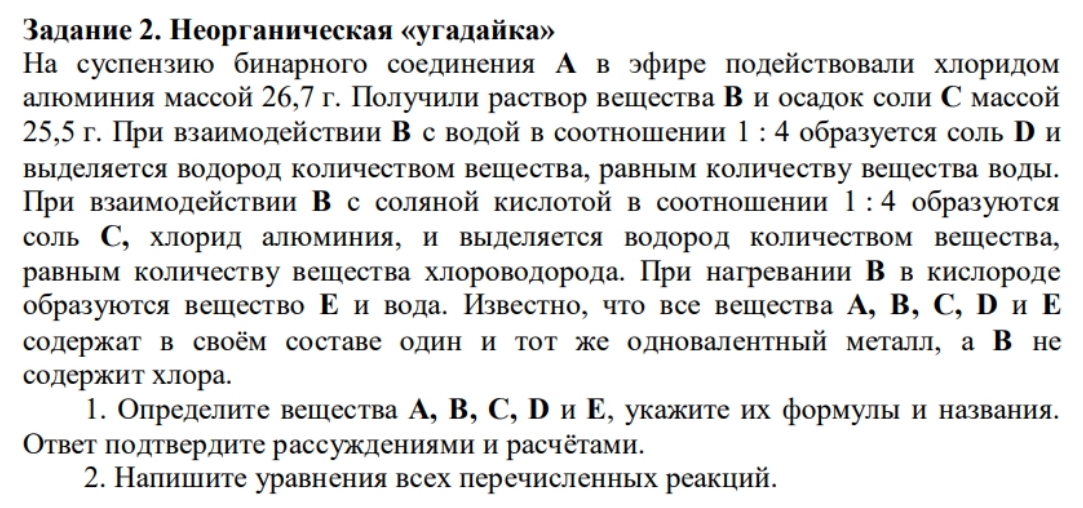 Задание 2. Неорганическая «угадайка»
На суспензию бинарного соединения А в эфире подействовали хлоридом
алюминия массой 26,7 г. Получили раствор вещества В и осадок соли С массой
25,5 г. При взаимодействии В с водой в соотношении 1 : 4 образуется соль D и
выделяется водород количеством вещества, равным количеству вещества воды.
При взаимодействии В с соляной кислотой в соотношении 1 : 4 образуются
соль С, хлорид алюминия, и выделяется водород количеством вещества,
равным количеству вещества хлороводорода. При нагревании В в кислороде
образуются вещество Е и вода. Известно, что все вещества А, В, С, D и Е
содержат в своём составе один и тот же одновалентный металл, а В не
содержит хлора.
1. Определите вещества А, В, С, D и Е, укажите их формулы и названия.
Ответ подтвердите рассуждениями и расчётами.
2. Напишите уравнения всех перечисленных реакций.